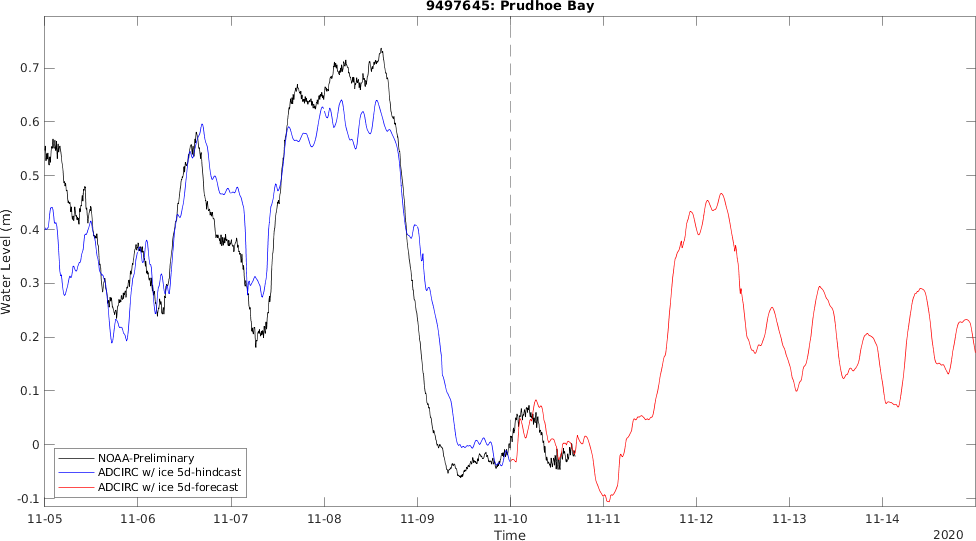 9497645: Prudhoe Bay
Water Level (m)
0.7
0.6
0.5
0.4
0.3
0.2
0.1
0
-0.1
NOAA-Preliminary
ADCIRC w/ ice 5d-hindcast
ADCIRC w/ ice 5d-forecast
11-05 11-06 11-07 11-08 11-09 11-10 11-11 11-12 11-13 11-14
Time
2020